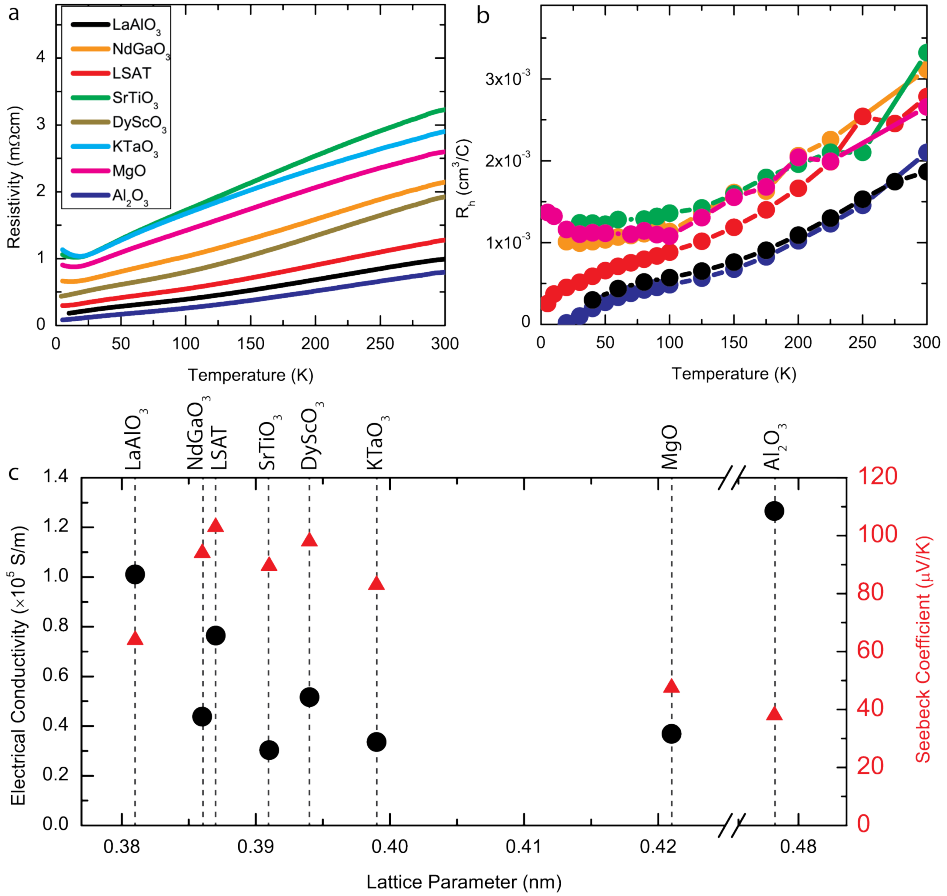 a
LaAlO₃
NdGaO₃
LSAT
SrTiO₃
DyScO₃
KTaO₃
MgO
Al₂O₃
Resistivity (mΩcm)
4
3
2
1
0
0 50 100 150 200 250 300
Temperature (K)
b
R_h (cm³/C)
3x10⁻³
2x10⁻³
1x10⁻³
0
0 50 100 150 200 250 300
Temperature (K)
c
LaAlO₃
NdGaO₃
LSAT
SrTiO₃
DyScO₃
KTaO₃
MgO
Al₂O₃
Electrical Conductivity (×10⁵ S/m)
1.4
1.2
1.0
0.8
0.6
0.4
0.2
0.0
0.38 0.39 0.40 0.41 0.42 0.48
Lattice Parameter (nm)
120
100
80
60
40
20
0
Seebeck Coefficient (μV/K)